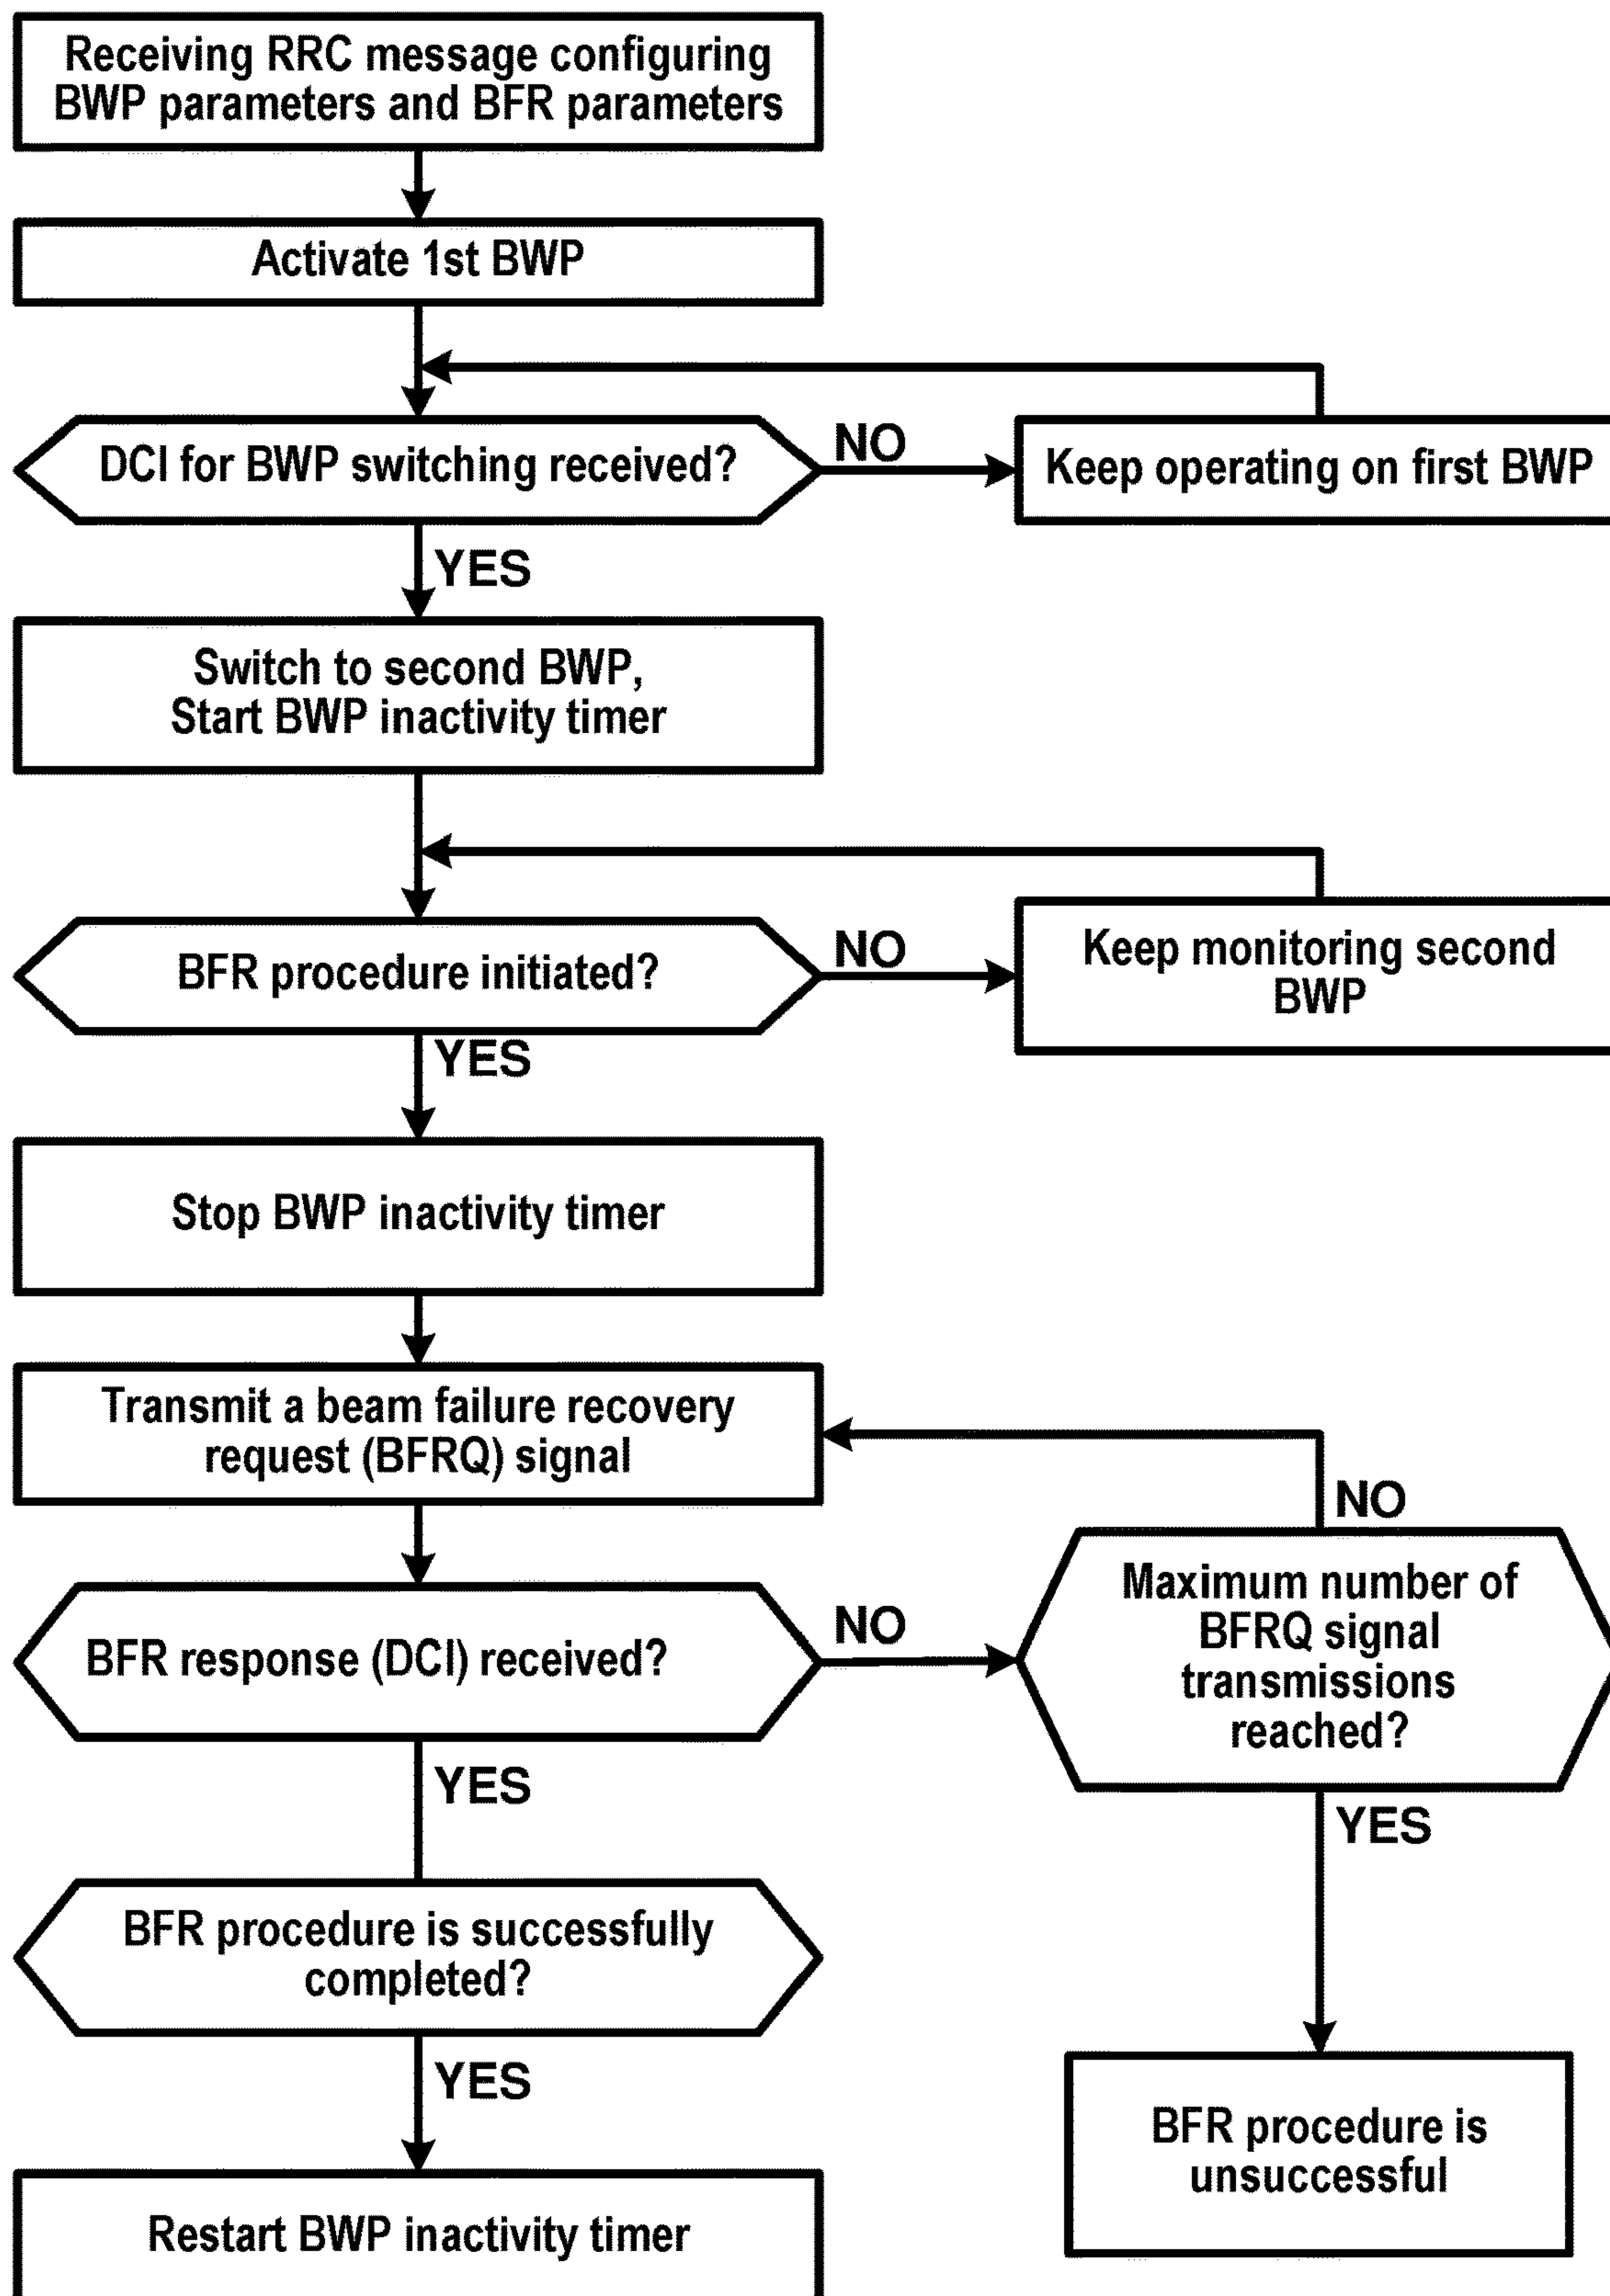 Receiving RRC message configuring
BWP parameters and BFR parameters
Activate 1st BWP
DCI for BWP switching received?
NO
Keep operating on first BWP
YES
Switch to second BWP,
Start BWP inactivity timer
BFR procedure initiated?
NO
Keep monitoring second
BWP
YES
Stop BWP inactivity timer
Transmit a beam failure recovery
request (BFRQ) signal
NO
BFR response (DCI) received?
NO
Maximum number of
BFRQ signal
transmissions
reached?
YES
YES
BFR procedure is successfully
completed?
YES
BFR procedure is
unsuccessful
Restart BWP inactivity timer